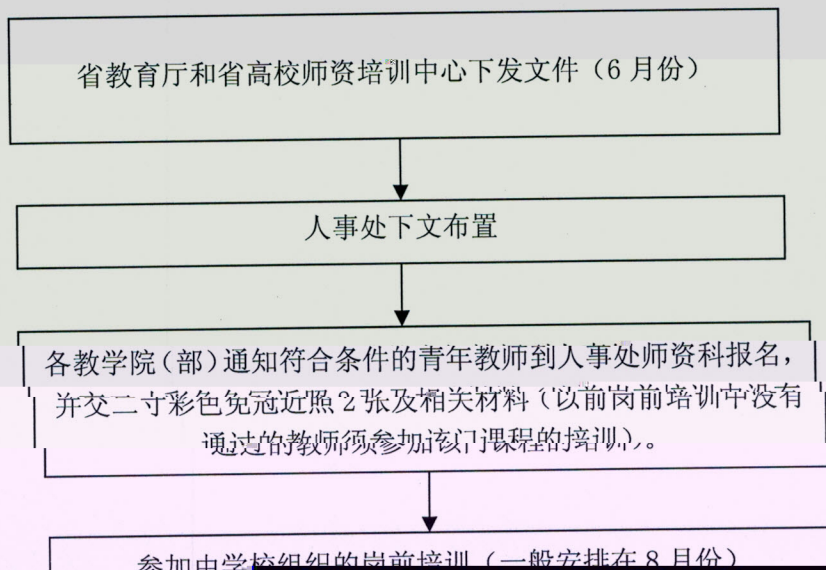 省教育厅和省高校师资培训中心下发文件（6 月份）
人事处下文布置
各教学院（部）通知符合条件的青年教师到人事处师资科报名，
并交二寸彩色免冠近照 2 张及相关材料（以前岗前培训中没有
通过的教师须参加该门课程的培训）。
参加由学校组织的岗前培训（一般安排在 8 月份）